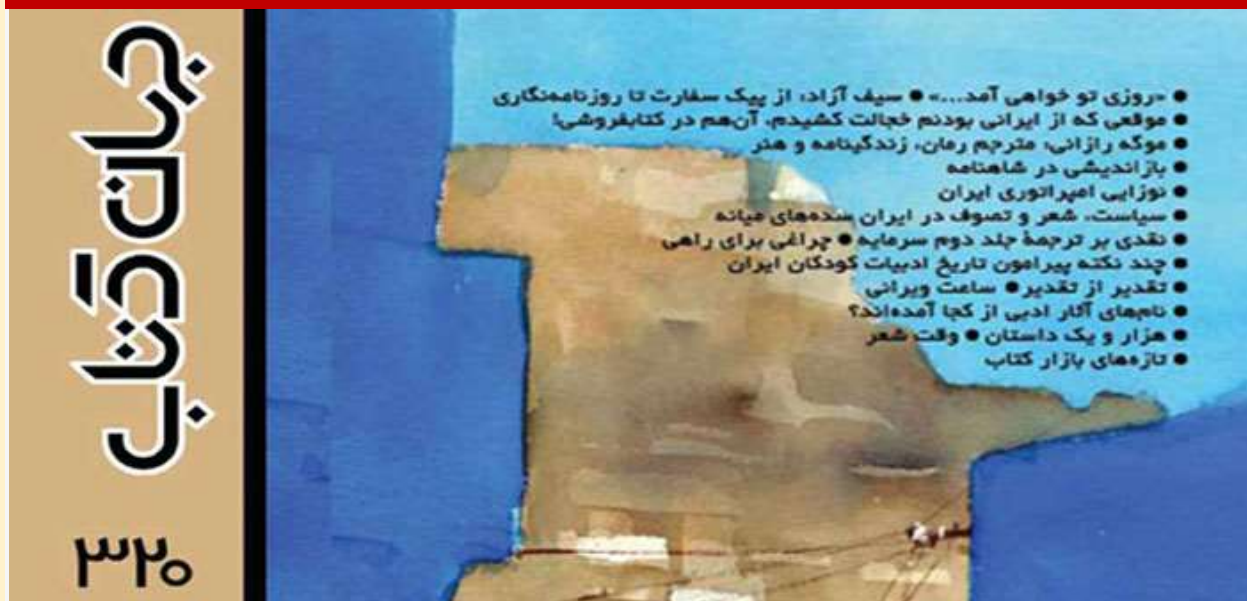 جهان کتاب
۳۲۰
● «روزی تو خواهی آمد...» ● سیف آزاد، از پیک سفارت تا روزنامه‌نگاری
● موقعی که از ایرانی بودنم خجالت کشیدم، آن‌هم در کتابفروشی!
● موگه رازانی؛ مترجم رمان، زندگینامه و هنر
● بازاندیشی در شاهنامه
● نوزایی امپراتوری ایران
● سیاست، شعر و تصوف در ایران سده‌های میانه
● نقدی بر ترجمهٔ جلد دوم سرمایه ● چراغی برای راهی
● چند نکته پیرامون تاریخ ادبیات کودکان ایران
● تقدیر از تقدیر ● ساعت ویرانی
● نام‌های آثار ادبی از کجا آمده‌اند؟
● هزار و یک داستان ● وقت شعر
● تازه‌های بازار کتاب